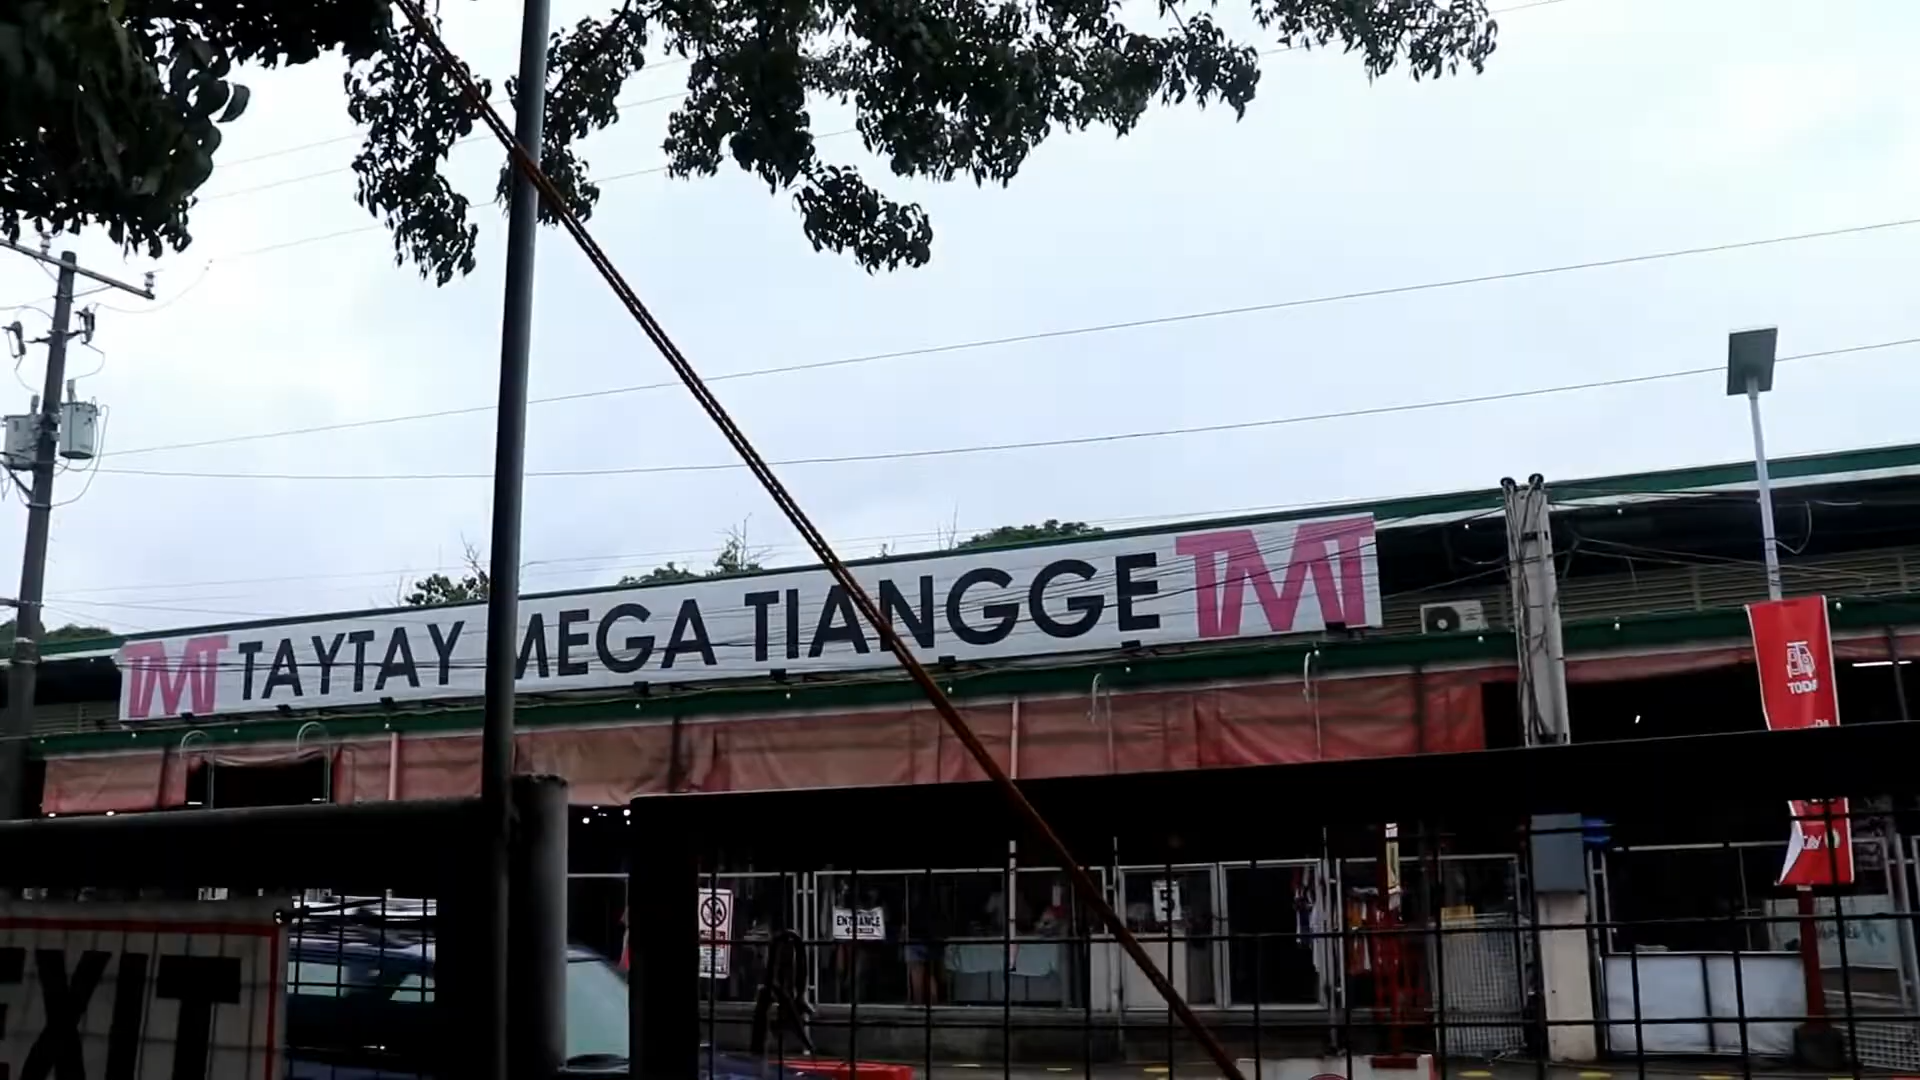 TMT TAYTAY MEGA TIANGGE TMT
TODA
ENTRANCE
5
EXIT